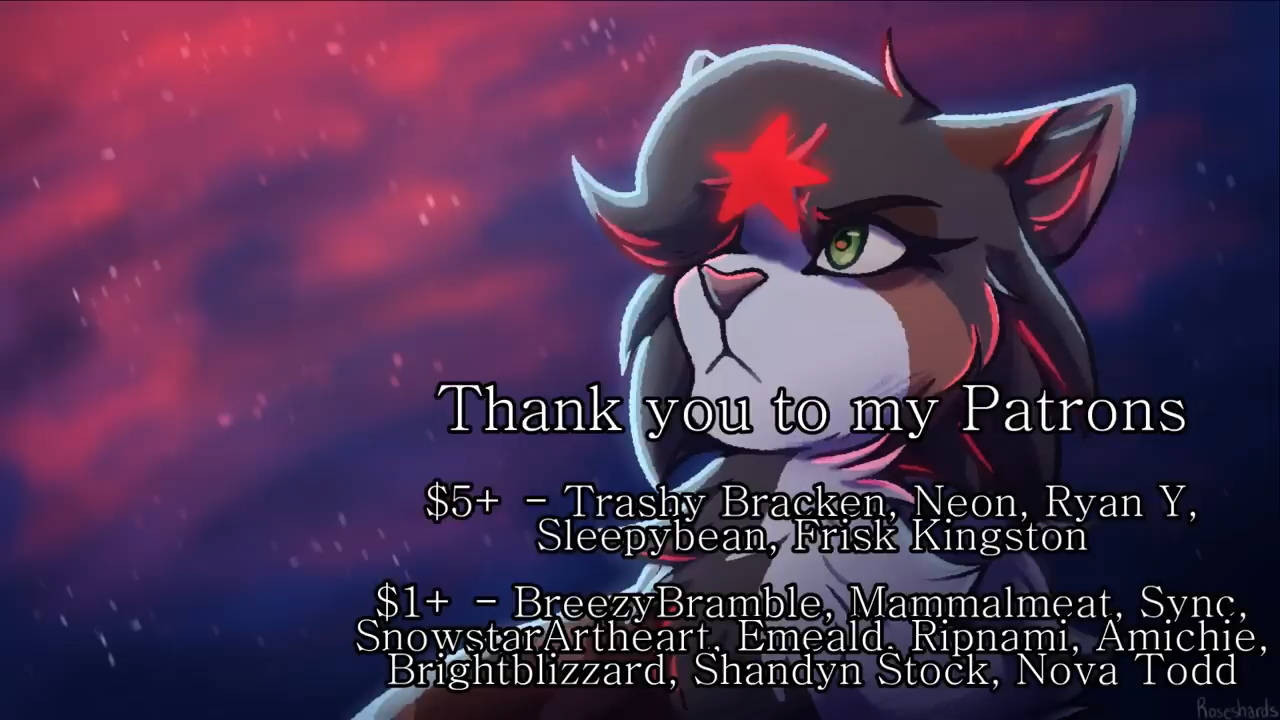 Thank you to my Patrons
$5+ - Trashy Bracken, Neon, Ryan Y,
Sleepybean, Frisk Kingston
$1+ - BreezyBramble, Mammalmeat, Sync,
SnowstarArtheart, Emeald, Ripnami, Amichie,
Brightblizzard, Shandyn Stock, Nova Todd
Roseshards